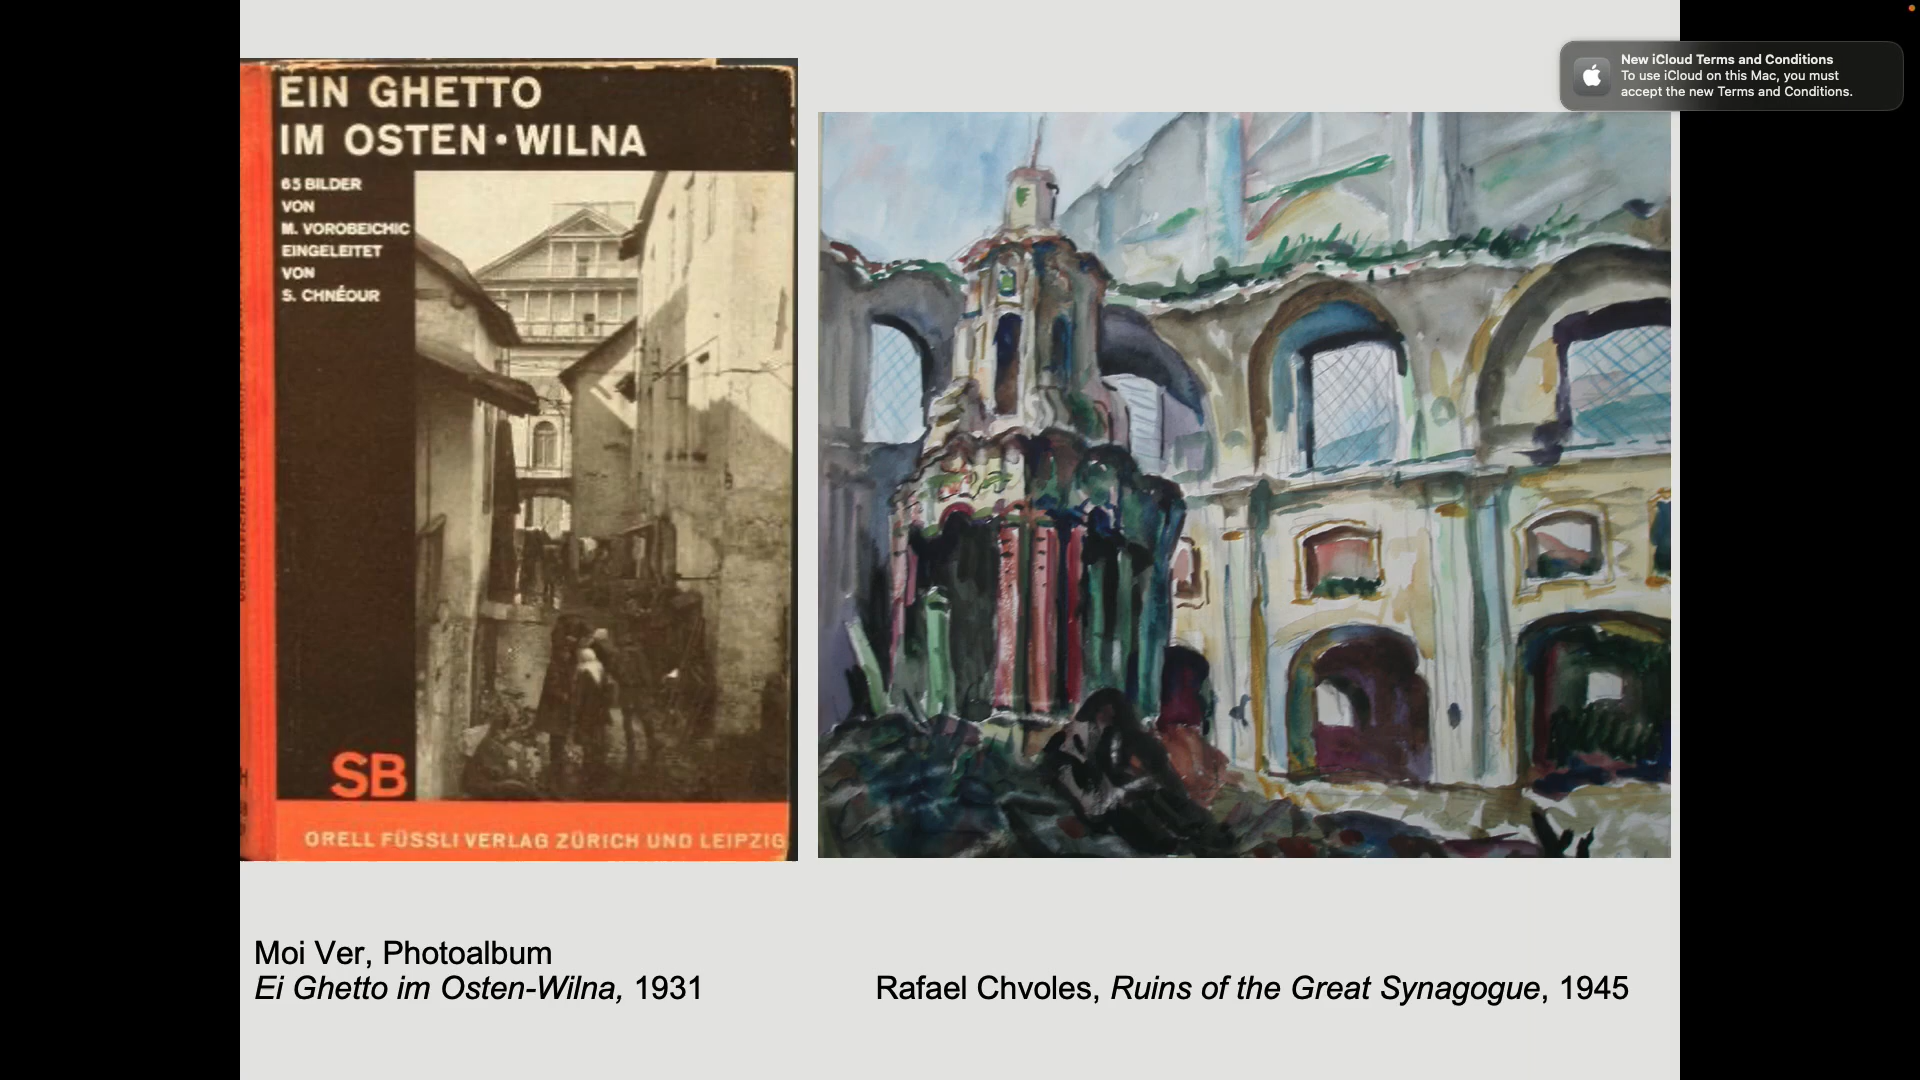 EIN GHETTO
IM OSTEN • WILNA
65 BILDER
VON
M. VOROBEICHIC
EINGELEITET
VON
S. CHNÉOUR
SB
ORELL FÜSSLI VERLAG ZÜRICH UND LEIPZIG
Moi Ver, Photoalbum
Ei Ghetto im Osten-Wilna, 1931
Rafael Chvoles, Ruins of the Great Synagogue, 1945
New iCloud Terms and Conditions
To use iCloud on this Mac, you must
accept the new Terms and Conditions.